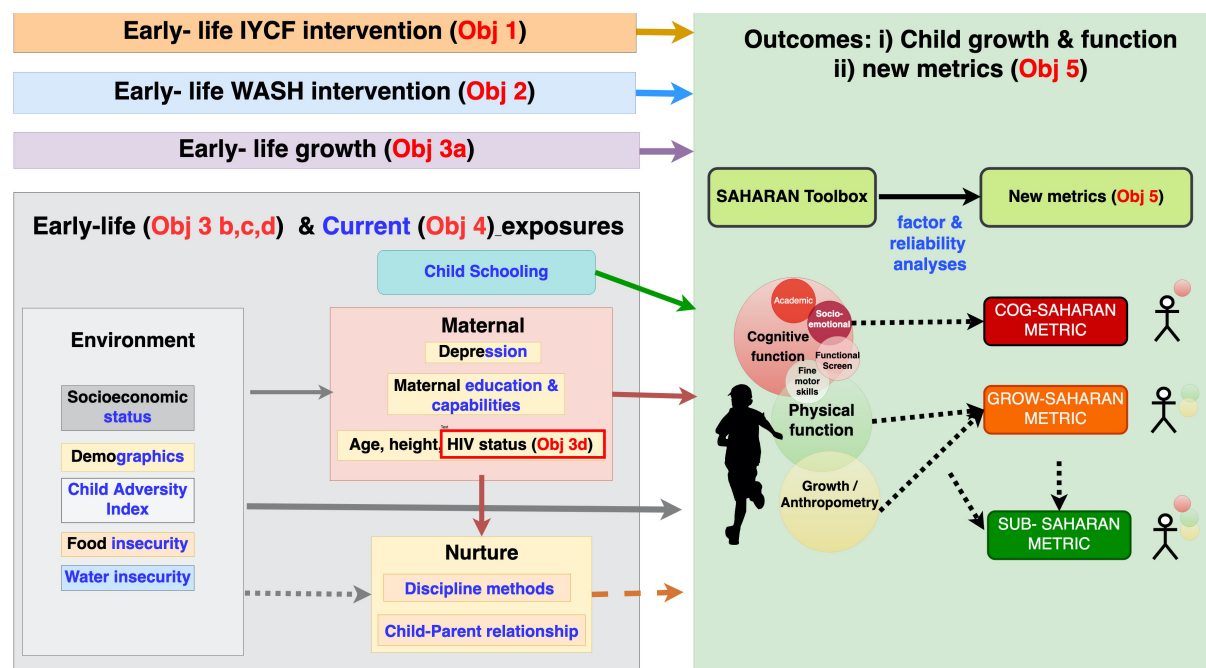 Early- life IYCF intervention (Obj 1)
Early- life WASH intervention (Obj 2)
Early- life growth (Obj 3a)
Early-life (Obj 3 b,c,d) & Current (Obj 4)_exposures
Child Schooling
Environment
Socioeconomic
status
Demographics
Child Adversity
Index
Food insecurity
Water insecurity
Maternal
Depression
Maternal education &
capabilities
Text
Age, height, HIV status (Obj 3d)
Nurture
Discipline methods
Child-Parent relationship
Outcomes: i) Child growth & function
ii) new metrics (Obj 5)
SAHARAN Toolbox
factor &
reliability
analyses
New metrics (Obj 5)
Academic
Socio-
emotional
Cognitive
function
Functional
Screen
Fine
motor
skills
Physical
function
Growth /
Anthropometry
COG-SAHARAN
METRIC
GROW-SAHARAN
METRIC
SUB- SAHARAN
METRIC